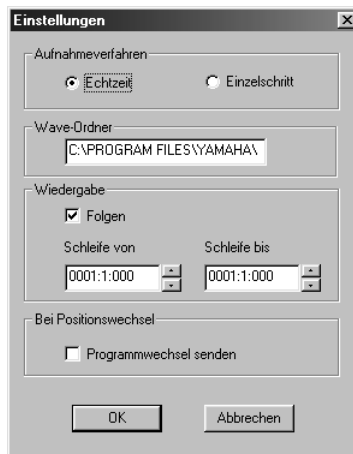 Einstellungen
Aufnahmeverfahren
Echtzeit Einzelschritt
Wave-Ordner
C:\PROGRAM FILES\YAMAHA\
Wiedergabe
Folgen
Schleife von Schleife bis
0001:1:000 0001:1:000
Bei Positionswechsel
Programmwechsel senden
OK Abbrechen